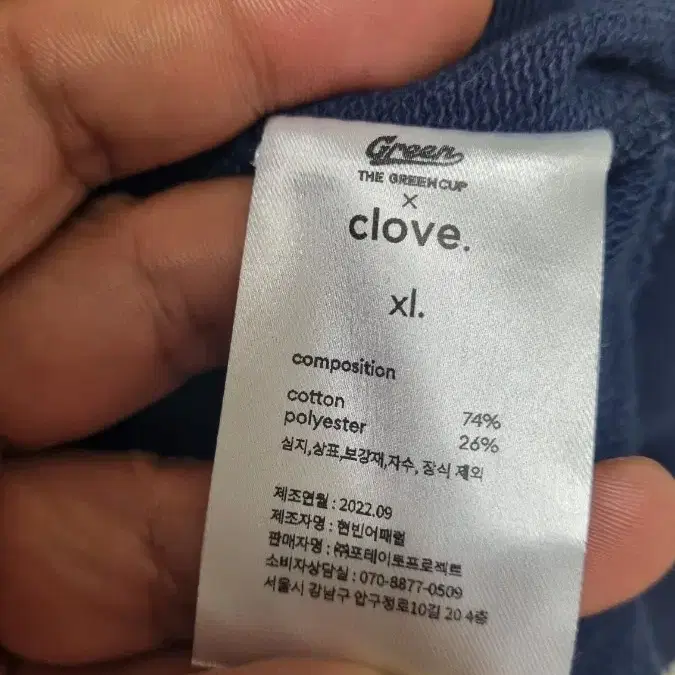 Green
THE GREEN CUP
×
clove.
xl.
composition
cotton 74%
polyester 26%
심지,상표,보강재,자수, 장식 제외
제조연월 : 2022.09
제조자명 : 현빈어패럴
판매자명 : ㈜포테이토프로젝트
소비자상담실 : 070-8877-0509
서울시 강남구 압구정로10길 20 4층